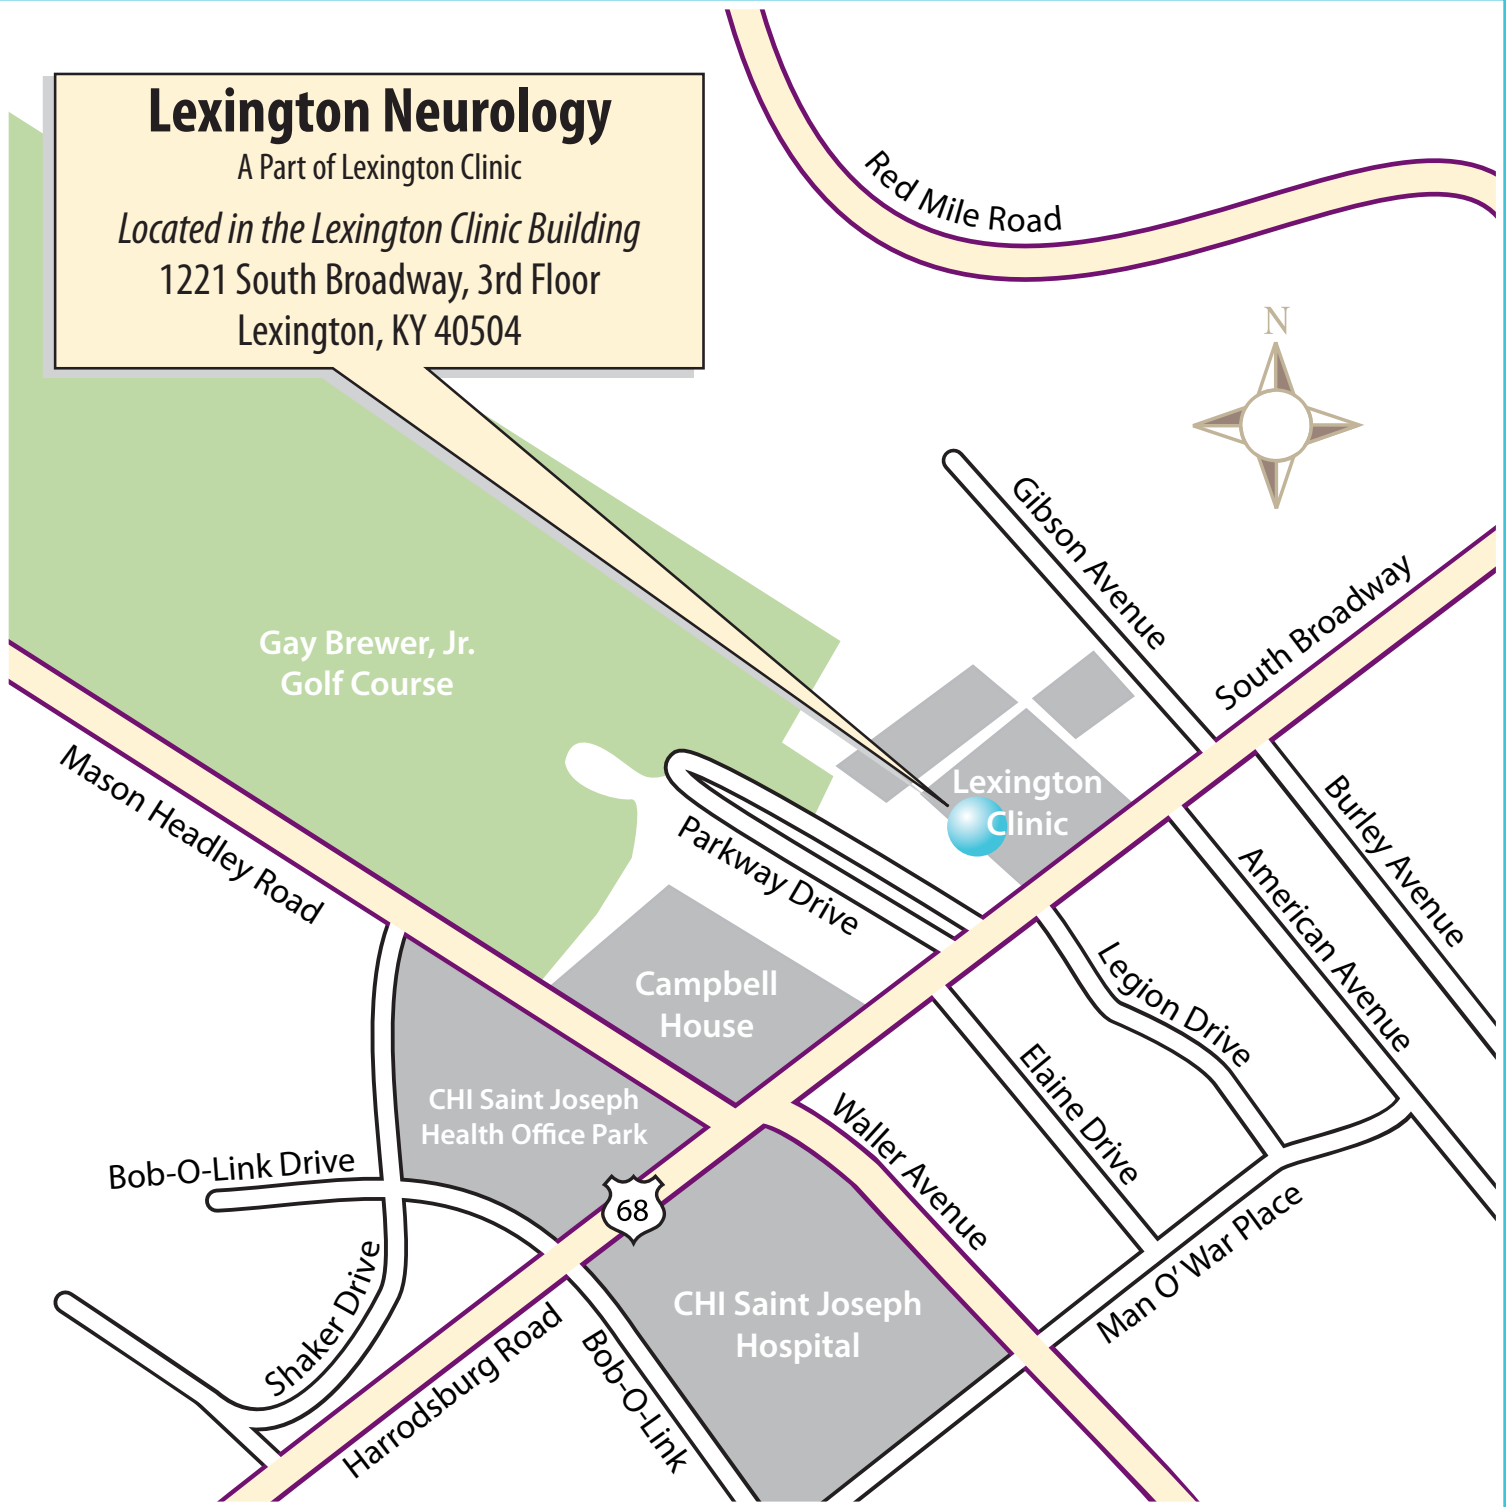 Lexington Neurology
A Part of Lexington Clinic
Located in the Lexington Clinic Building
1221 South Broadway, 3rd Floor
Lexington, KY 40504
Red Mile Road
N
Gibson Avenue
South Broadway
Gay Brewer, Jr.
Golf Course
Mason Headley Road
Lexington
Clinic
Parkway Drive
Burley Avenue
American Avenue
Legion Drive
Campbell
House
Elaine Drive
CHI Saint Joseph
Health Office Park
Waller Avenue
Bob-O-Link Drive
68
Man O' War Place
Shaker Drive
CHI Saint Joseph
Hospital
Harrodsburg Road
Bob-O-Link